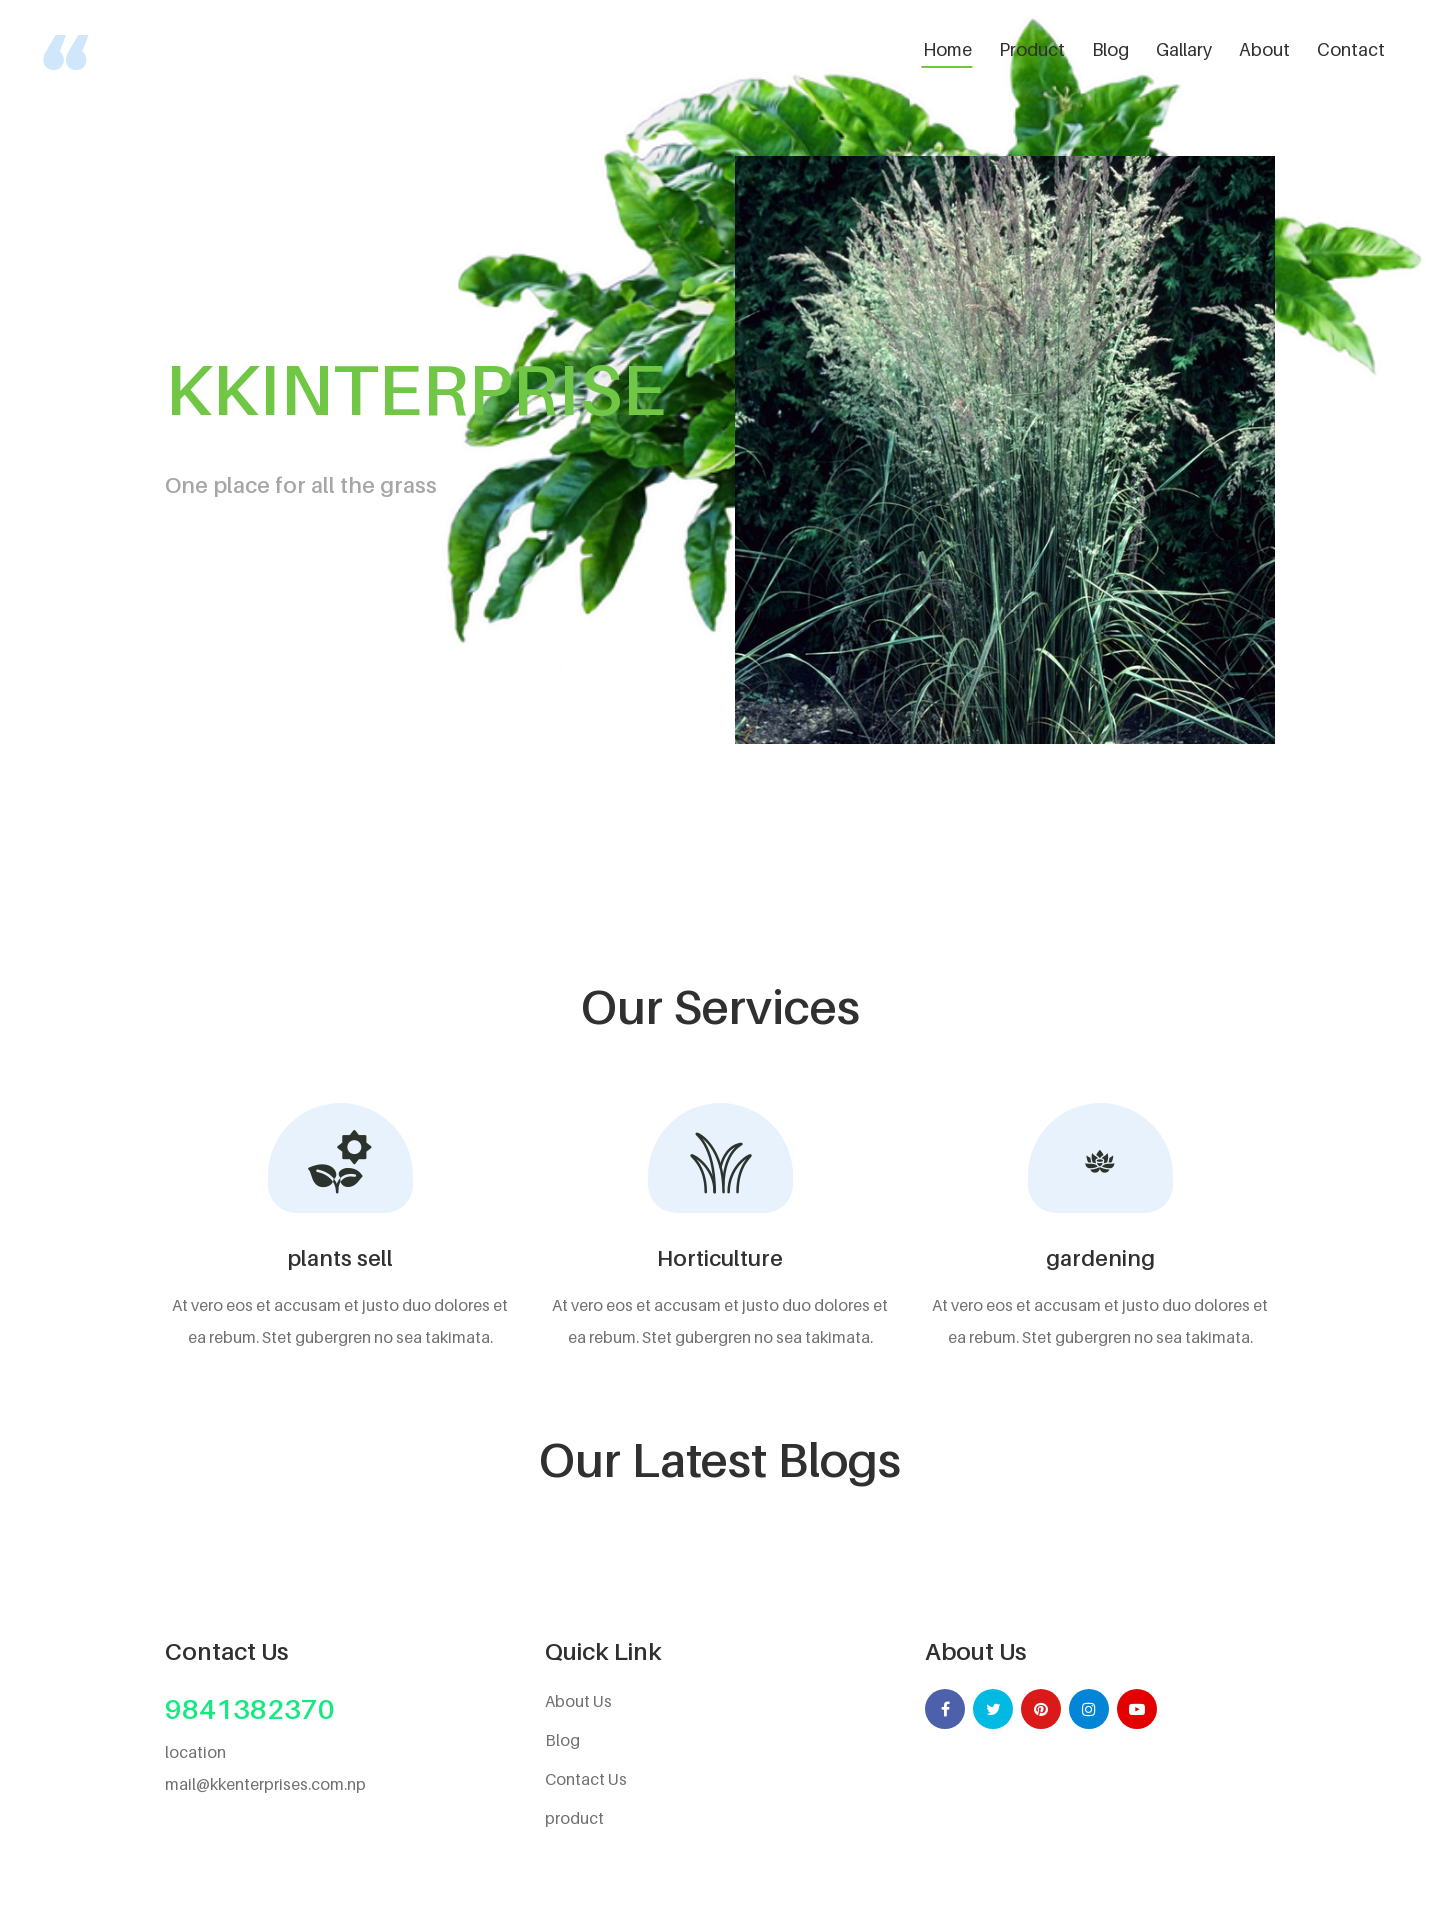 Home Product Blog Gallary About Contact
KKINTERPRISE
One place for all the grass
Our Services
plants sell
At vero eos et accusam et justo duo dolores et
ea rebum. Stet gubergren no sea takimata.
Horticulture
At vero eos et accusam et justo duo dolores et
ea rebum. Stet gubergren no sea takimata.
gardening
At vero eos et accusam et justo duo dolores et
ea rebum. Stet gubergren no sea takimata.
Our Latest Blogs
Contact Us
9841382370
location
mail@kkenterprises.com.np
Quick Link
About Us
Blog
Contact Us
product
About Us